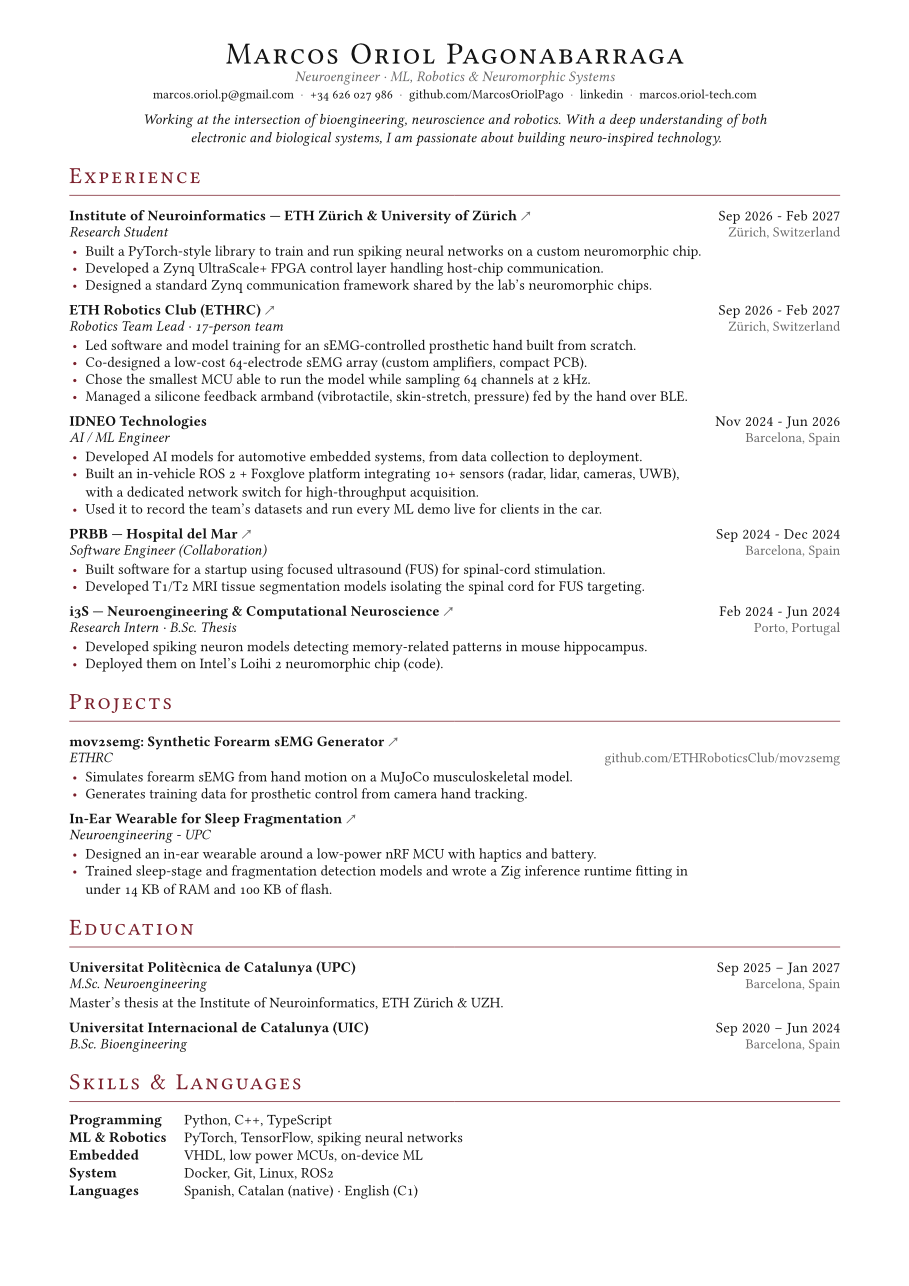 Marcos Oriol Pagonabarraga
Neuroengineer · ML, Robotics & Neuromorphic Systems
marcos.oriol.p@gmail.com · +34 626 027 986 · github.com/MarcosOriolPago · linkedin · marcos.oriol-tech.com
Working at the intersection of bioengineering, neuroscience and robotics. With a deep understanding of both
electronic and biological systems, I am passionate about building neuro-inspired technology.
Experience
Institute of Neuroinformatics — ETH Zürich & University of Zürich ↗ Sep 2026 - Feb 2027
Research Student Zürich, Switzerland
• Built a PyTorch-style library to train and run spiking neural networks on a custom neuromorphic chip.
• Developed a Zynq UltraScale+ FPGA control layer handling host-chip communication.
• Designed a standard Zynq communication framework shared by the lab's neuromorphic chips.
ETH Robotics Club (ETHRC) ↗ Sep 2026 - Feb 2027
Robotics Team Lead · 17-person team Zürich, Switzerland
• Led software and model training for an sEMG-controlled prosthetic hand built from scratch.
• Co-designed a low-cost 64-electrode sEMG array (custom amplifiers, compact PCB).
• Chose the smallest MCU able to run the model while sampling 64 channels at 2 kHz.
• Managed a silicone feedback armband (vibrotactile, skin-stretch, pressure) fed by the hand over BLE.
IDNEO Technologies Nov 2024 - Jun 2026
AI / ML Engineer Barcelona, Spain
• Developed AI models for automotive embedded systems, from data collection to deployment.
• Built an in-vehicle ROS 2 + Foxglove platform integrating 10+ sensors (radar, lidar, cameras, UWB),
with a dedicated network switch for high-throughput acquisition.
• Used it to record the team's datasets and run every ML demo live for clients in the car.
PRBB — Hospital del Mar ↗ Sep 2024 - Dec 2024
Software Engineer (Collaboration) Barcelona, Spain
• Built software for a startup using focused ultrasound (FUS) for spinal-cord stimulation.
• Developed T1/T2 MRI tissue segmentation models isolating the spinal cord for FUS targeting.
i3S — Neuroengineering & Computational Neuroscience ↗ Feb 2024 - Jun 2024
Research Intern · B.Sc. Thesis Porto, Portugal
• Developed spiking neuron models detecting memory-related patterns in mouse hippocampus.
• Deployed them on Intel's Loihi 2 neuromorphic chip (code).
Projects
mov2semg: Synthetic Forearm sEMG Generator ↗
ETHRC github.com/ETHRoboticsClub/mov2semg
• Simulates forearm sEMG from hand motion on a MuJoCo musculoskeletal model.
• Generates training data for prosthetic control from camera hand tracking.
In-Ear Wearable for Sleep Fragmentation ↗
Neuroengineering - UPC
• Designed an in-ear wearable around a low-power nRF MCU with haptics and battery.
• Trained sleep-stage and fragmentation detection models and wrote a Zig inference runtime fitting in
under 14 KB of RAM and 100 KB of flash.
Education
Universitat Politècnica de Catalunya (UPC) Sep 2025 – Jan 2027
M.Sc. Neuroengineering Barcelona, Spain
Master's thesis at the Institute of Neuroinformatics, ETH Zürich & UZH.
Universitat Internacional de Catalunya (UIC) Sep 2020 – Jun 2024
B.Sc. Bioengineering Barcelona, Spain
Skills & Languages
Programming Python, C++, TypeScript
ML & Robotics PyTorch, TensorFlow, spiking neural networks
Embedded VHDL, low power MCUs, on-device ML
System Docker, Git, Linux, ROS2
Languages Spanish, Catalan (native) · English (C1)